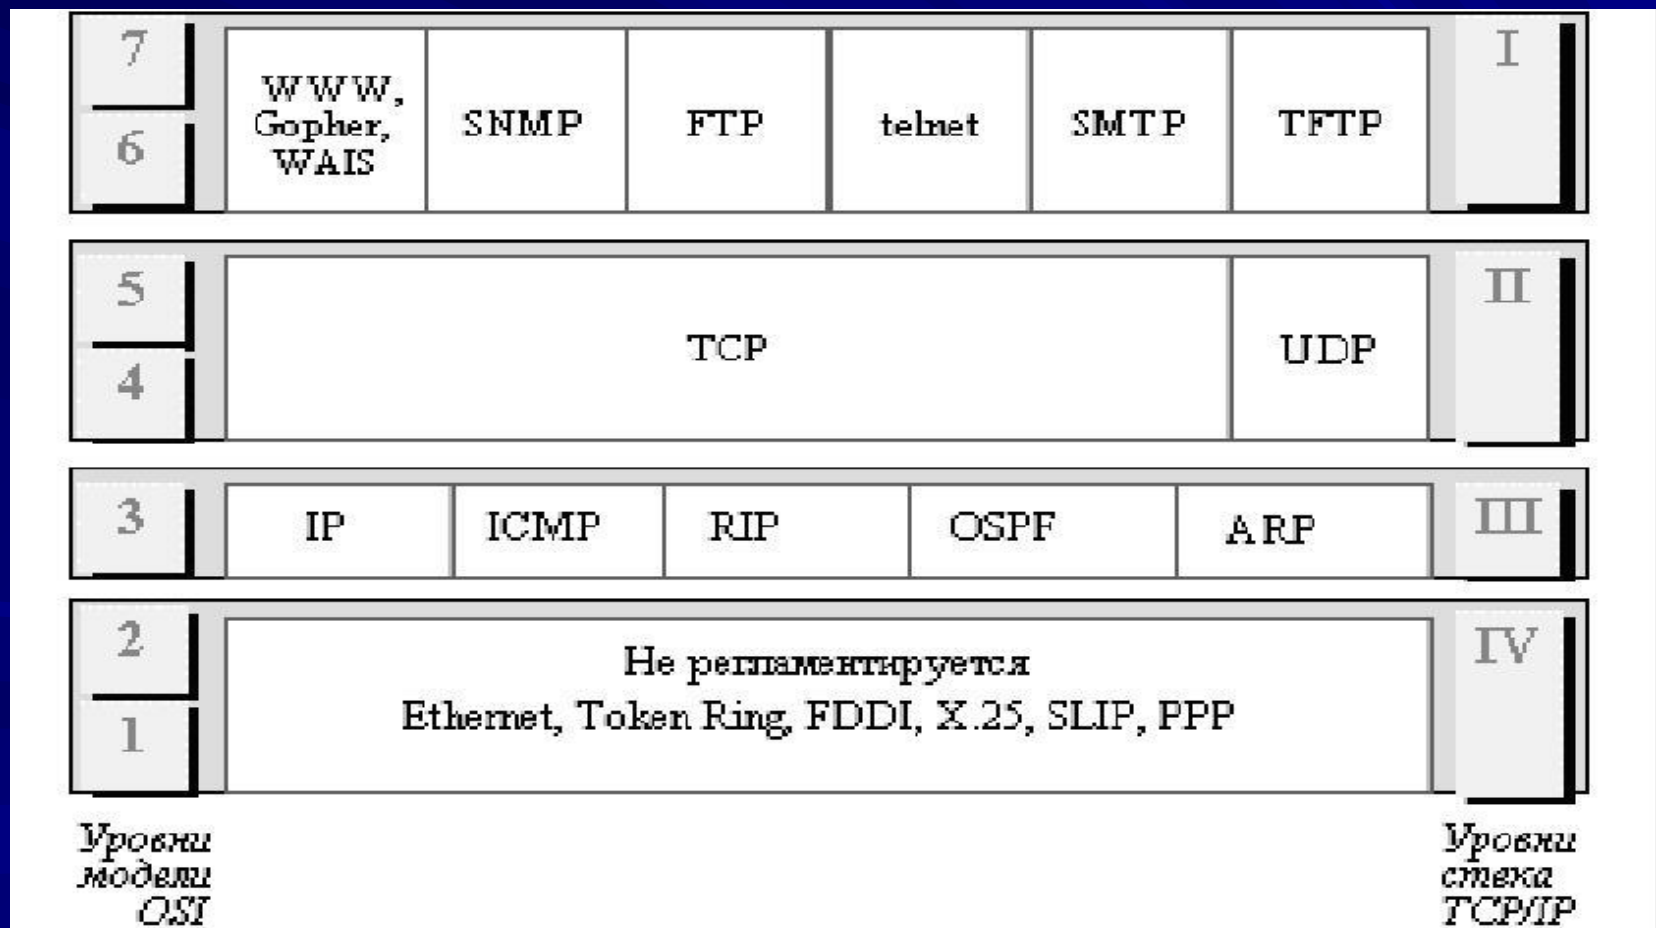 7
6
WWW,
Gopher,
WAIS
SNMP
FTP
telnet
SMTP
TFTP
I
5
4
TCP
UDP
II
3
IP
ICMP
RIP
OSPF
ARP
III
2
1
Не регламентируется
Ethernet, Token Ring, FDDI, X.25, SLIP, PPP
IV
Уровни
модели
OSI
Уровни
стека
TCP/IP